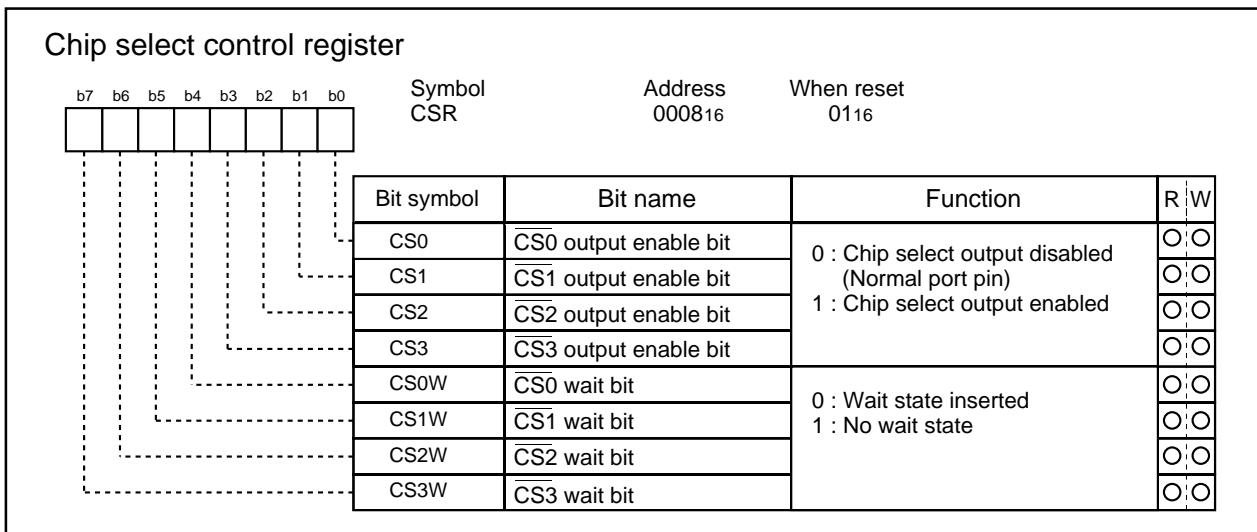 Chip select control register
b7 b6 b5 b4 b3 b2 b1 b0
Symbol Address When reset
CSR 000816 0116
Bit symbol Bit name Function R W
CS0 CS0 output enable bit
CS1 CS1 output enable bit
CS2 CS2 output enable bit
CS3 CS3 output enable bit
0 : Chip select output disabled
(Normal port pin)
1 : Chip select output enabled
CS0W CS0 wait bit
CS1W CS1 wait bit
CS2W CS2 wait bit
CS3W CS3 wait bit
0 : Wait state inserted
1 : No wait state